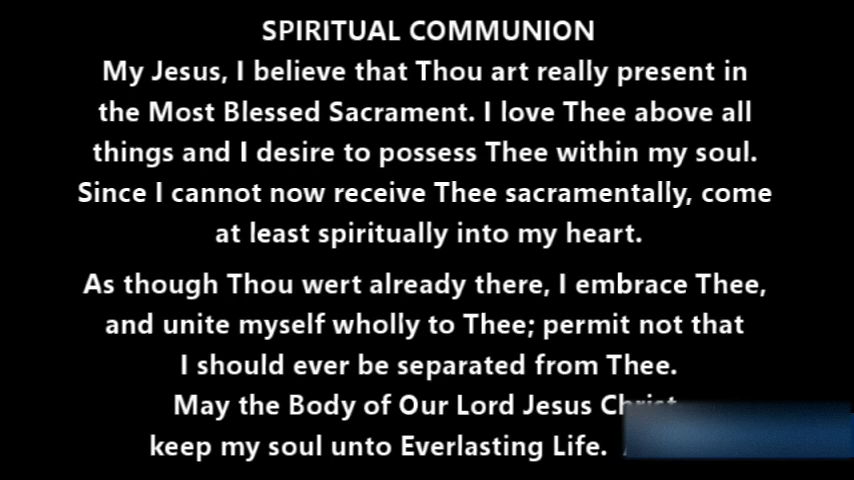 SPIRITUAL COMMUNION
My Jesus, I believe that Thou art really present in
the Most Blessed Sacrament. I love Thee above all
things and I desire to possess Thee within my soul.
Since I cannot now receive Thee sacramentally, come
at least spiritually into my heart.
As though Thou wert already there, I embrace Thee,
and unite myself wholly to Thee; permit not that
I should ever be separated from Thee.
May the Body of Our Lord Jesus Christ
keep my soul unto Everlasting Life.